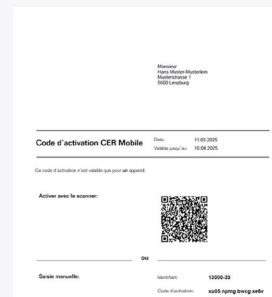 Monsieur
Hans Muster-Musterlein
Musterstrasse 1
5600 Lenzburg
Code d'activation CER Mobile
Date: 11.03.2025
Valable jusqu'au: 10.04.2025
Ce code d'activation n'est valable que pour un appareil.
Activer avec le scanner:
ou
Saisie manuelle:
Identifiant: 13000-30
Code d'activation: xu05 npmg bwcg xe6v